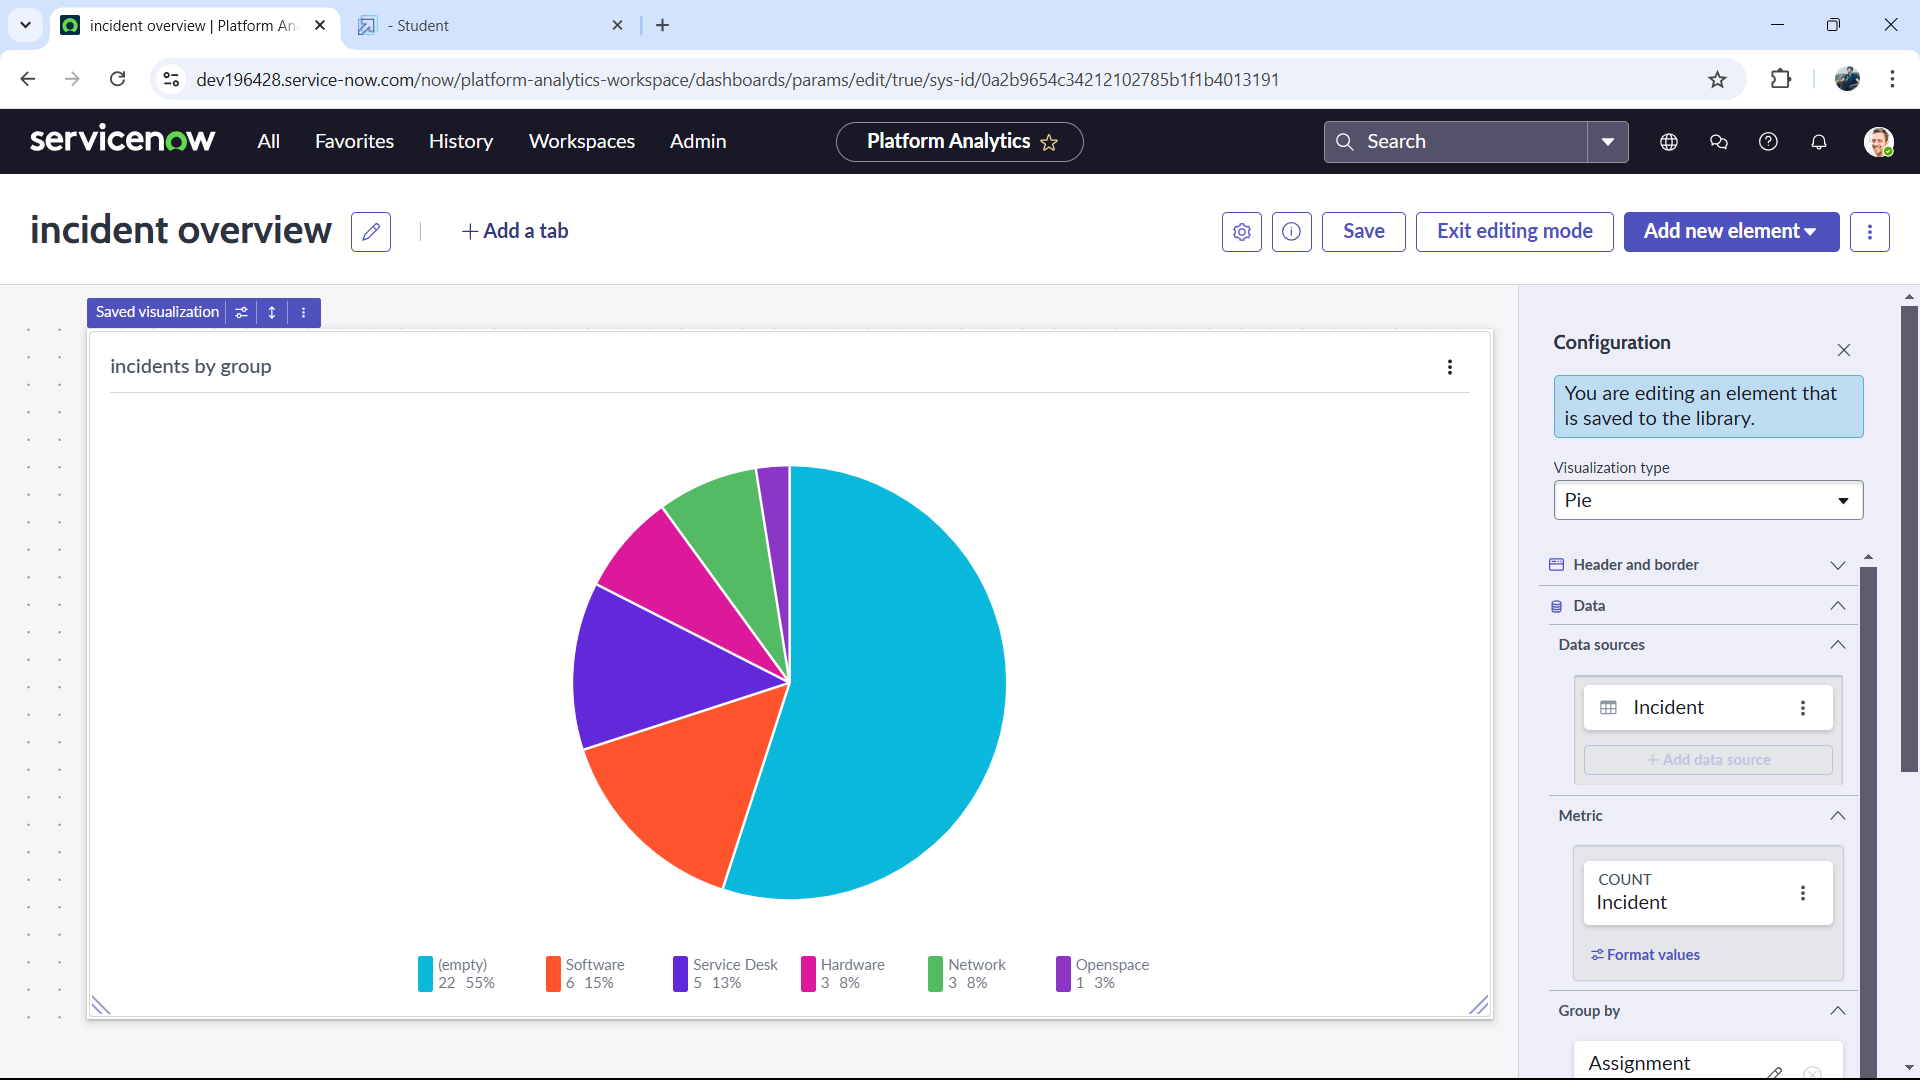 incident overview | Platform An
- Student
dev196428.service-now.com/now/platform-analytics-workspace/dashboards/params/edit/true/sys-id/0a2b9654c34212102785b1f1b4013191
servicenow
All
Favorites
History
Workspaces
Admin
Platform Analytics
Search
incident overview
+ Add a tab
Save
Exit editing mode
Add new element
Saved visualization
incidents by group
(empty)
22 55%
Software
6 15%
Service Desk
5 13%
Hardware
3 8%
Network
3 8%
Openspace
1 3%
Configuration
You are editing an element that
is saved to the library.
Visualization type
Pie
Header and border
Data
Data sources
Incident
+ Add data source
Metric
COUNT
Incident
Format values
Group by
Assignment